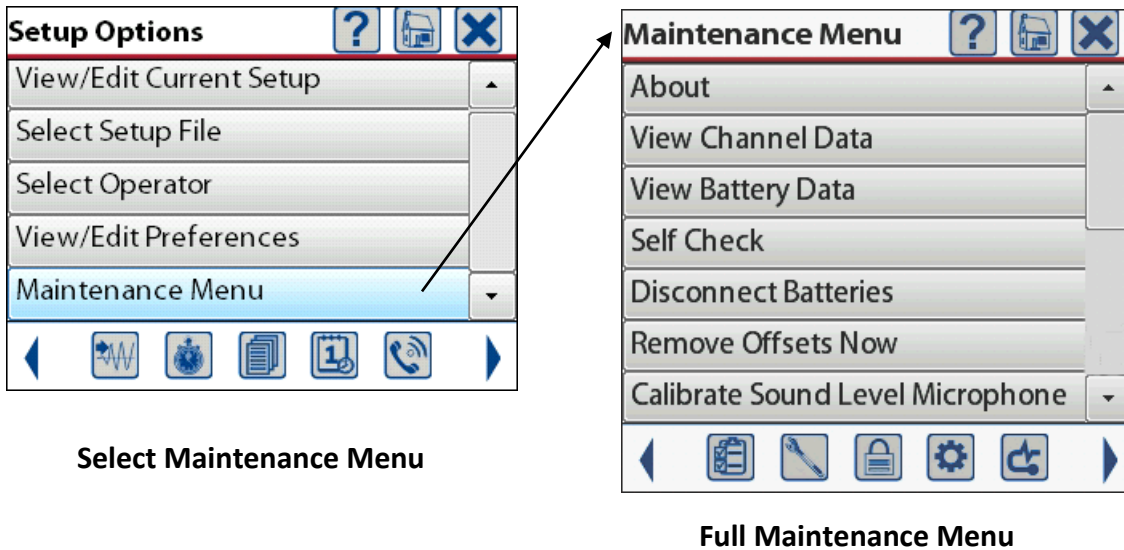 Setup Options
?
View/Edit Current Setup
Select Setup File
Select Operator
View/Edit Preferences
Maintenance Menu
1
Select Maintenance Menu
Maintenance Menu
?
About
View Channel Data
View Battery Data
Self Check
Disconnect Batteries
Remove Offsets Now
Calibrate Sound Level Microphone
Full Maintenance Menu